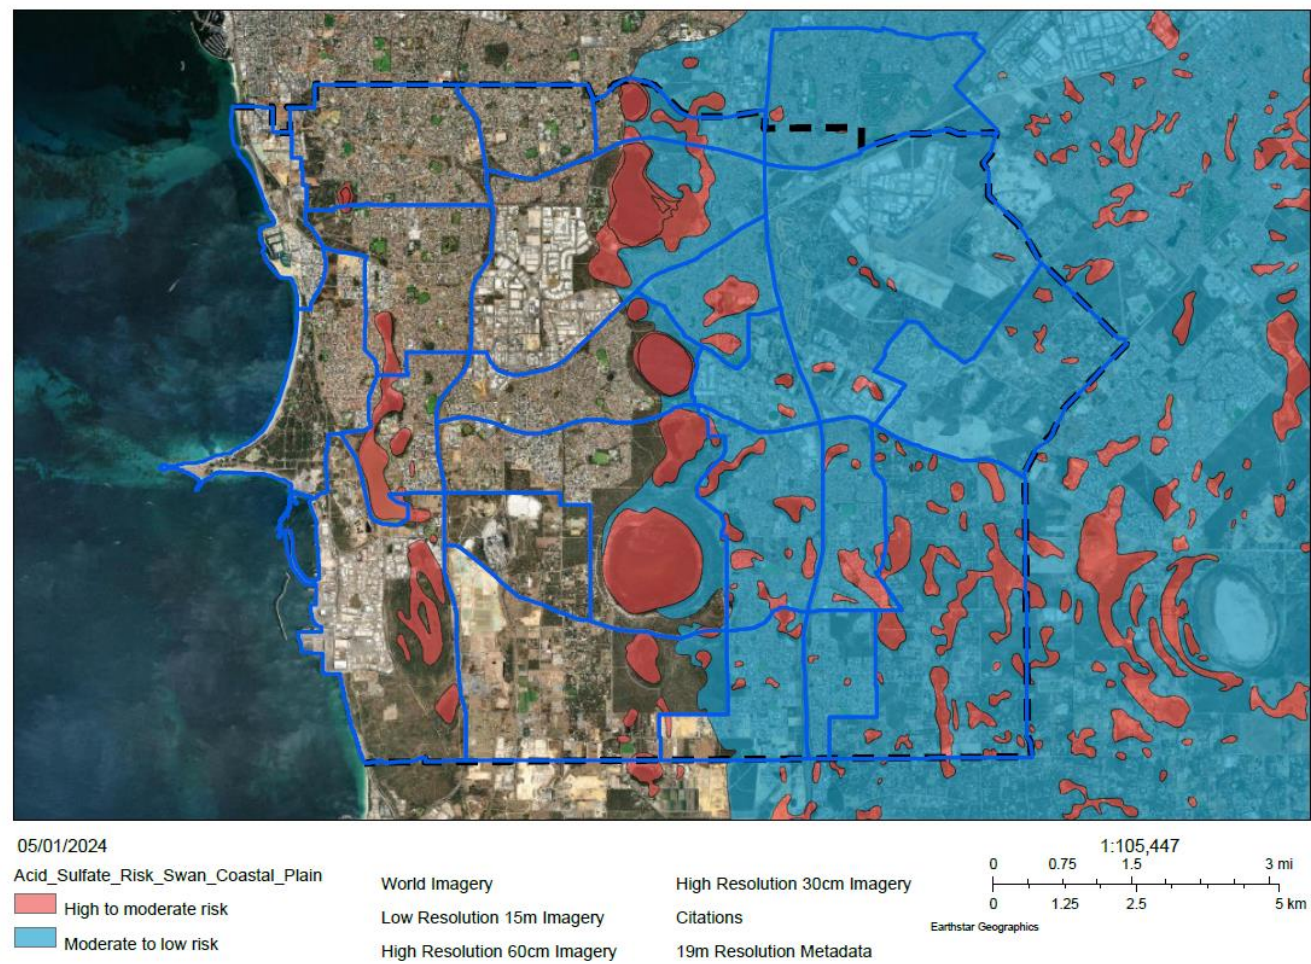 05/01/2024
Acid_Sulfate_Risk_Swan_Coastal_Plain
High to moderate risk
Moderate to low risk
World Imagery
Low Resolution 15m Imagery
High Resolution 60cm Imagery
High Resolution 30cm Imagery
Citations
19m Resolution Metadata
1:105,447
0 0.75 1.5 3 mi
0 1.25 2.5 5 km
Earthstar Geographics